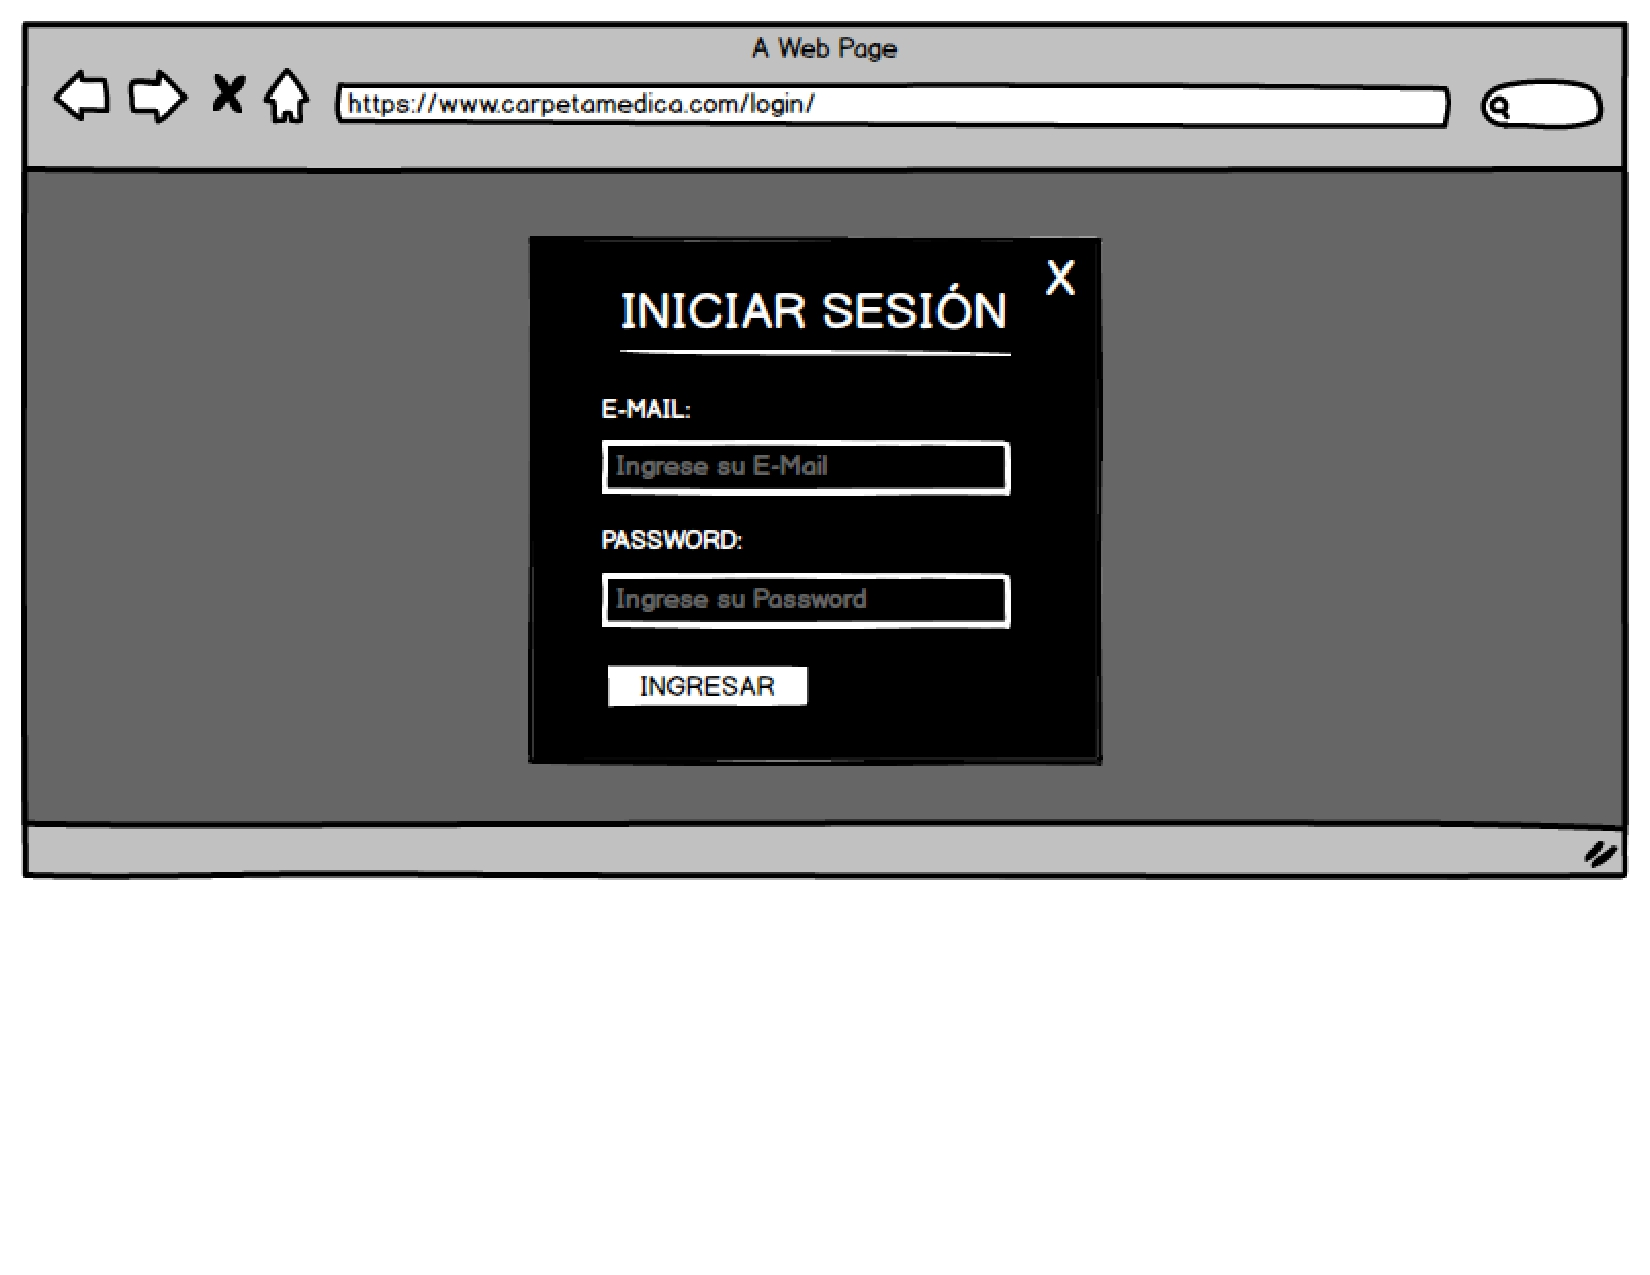 A Web Page
https://www.carpetamedica.com/login/
X
INICIAR SESIÓN
E-MAIL:
Ingrese su E-Mail
PASSWORD:
Ingrese su Password
INGRESAR